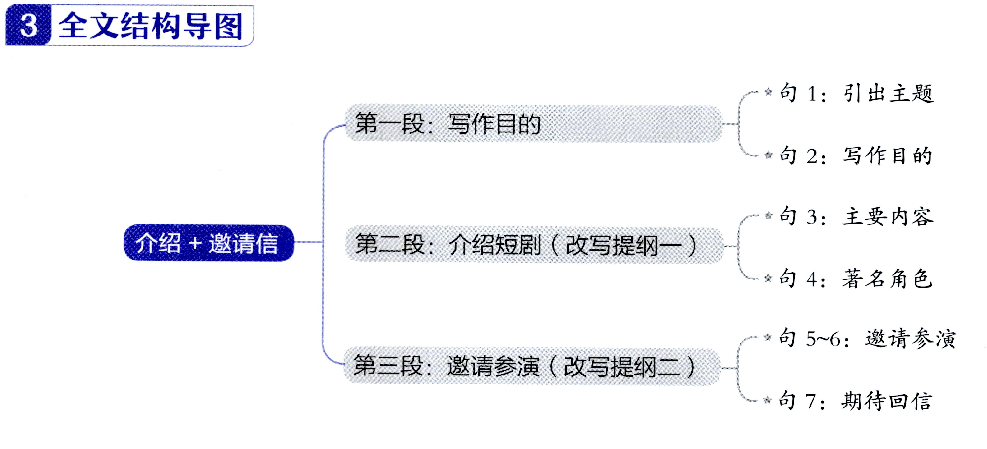 3 全文结构导图
介绍 + 邀请信
第一段：写作目的
句 1：引出主题
句 2：写作目的
第二段：介绍短剧（改写提纲一）
句 3：主要内容
句 4：著名角色
第三段：邀请参演（改写提纲二）
句 5~6：邀请参演
句 7：期待回信